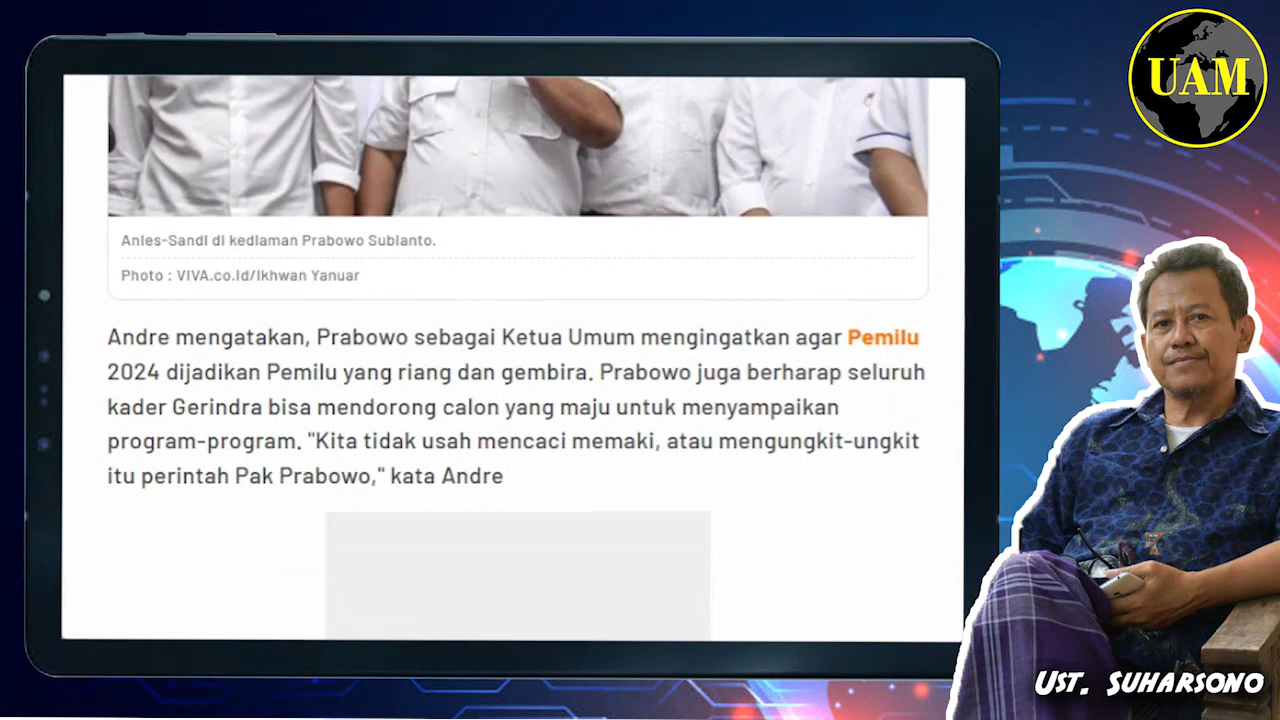 UAM
Anies-Sandi di kediaman Prabowo Subianto.
Photo : VIVA.co.id/Ikhwan Yanuar
Andre mengatakan, Prabowo sebagai Ketua Umum mengingatkan agar Pemilu
2024 dijadikan Pemilu yang riang dan gembira. Prabowo juga berharap seluruh
kader Gerindra bisa mendorong calon yang maju untuk menyampaikan
program-program. "Kita tidak usah mencaci memaki, atau mengungkit-ungkit
itu perintah Pak Prabowo," kata Andre
Ust. Suharsono